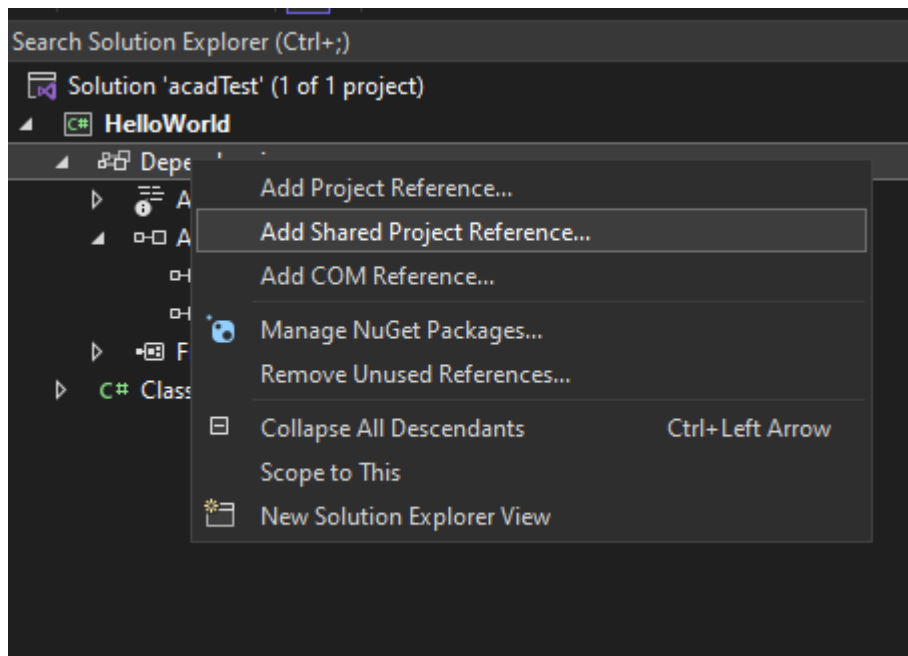 Search Solution Explorer (Ctrl+;)
Solution 'acadTest' (1 of 1 project)
C# HelloWorld
Add Project Reference...
Add Shared Project Reference...
Add COM Reference...
Manage NuGet Packages...
Remove Unused References...
C# Class
Collapse All Descendants Ctrl+Left Arrow
Scope to This
New Solution Explorer View